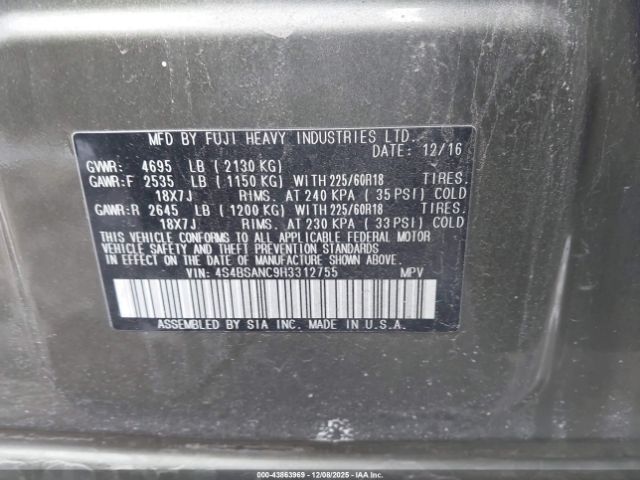 MFD BY FUJI HEAVY INDUSTRIES LTD.
DATE: 12/16
GVWR: 4695 LB ( 2130 KG)
GAWR:F 2535 LB ( 1150 KG) WITH 225/60R18 TIRES.
18X7J RIMS. AT 240 KPA ( 35 PSI) COLD
GAWR:R 2645 LB ( 1200 KG) WITH 225/60R18 TIRES.
18X7J RIMS. AT 230 KPA ( 33 PSI) COLD
THIS VEHICLE CONFORMS TO ALL APPLICABLE FEDERAL MOTOR
VEHICLE SAFETY AND THEFT PREVENTION STANDARDS
IN EFFECT ON THE DATE OF MANUFACTURE SHOWN ABOVE.
VIN: 4S4BSANC9H3312755 MPV
ASSEMBLED BY SIA INC. MADE IN U.S.A.
000-43863969 - 12/08/2025 - IAAI.com